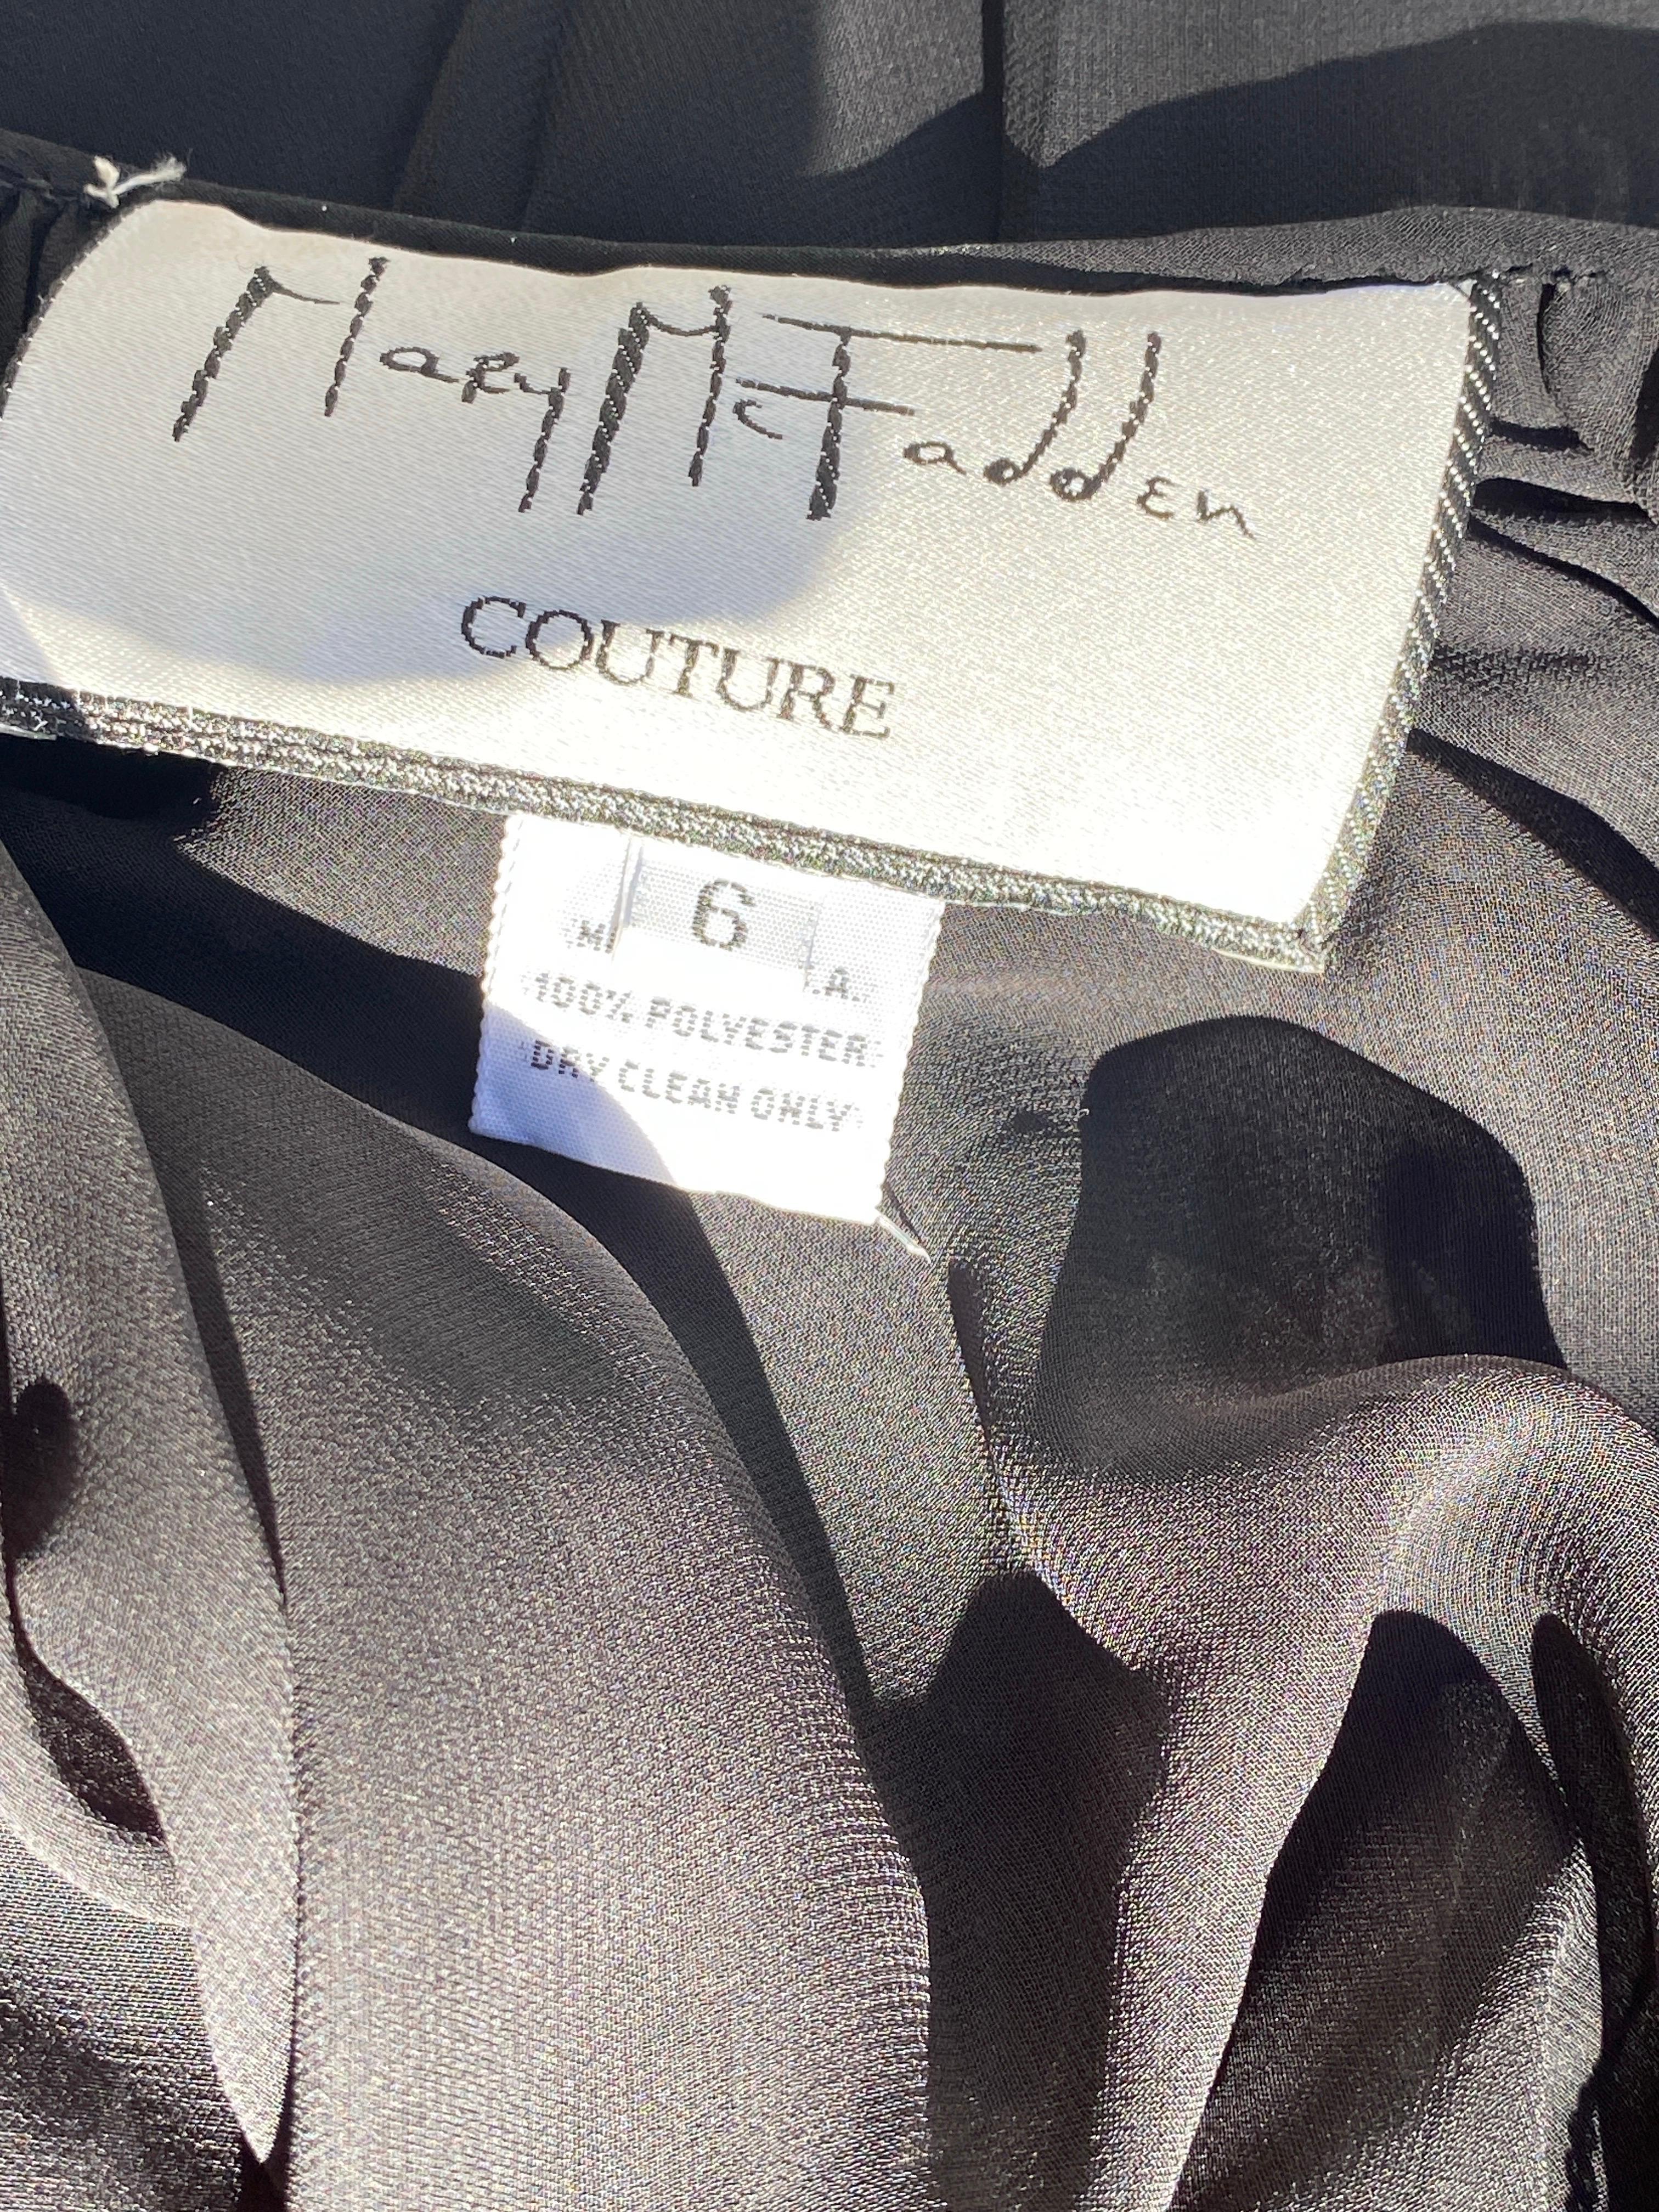 Mary McFadden
COUTURE
6
100% POLYESTER
DRY CLEAN ONLY